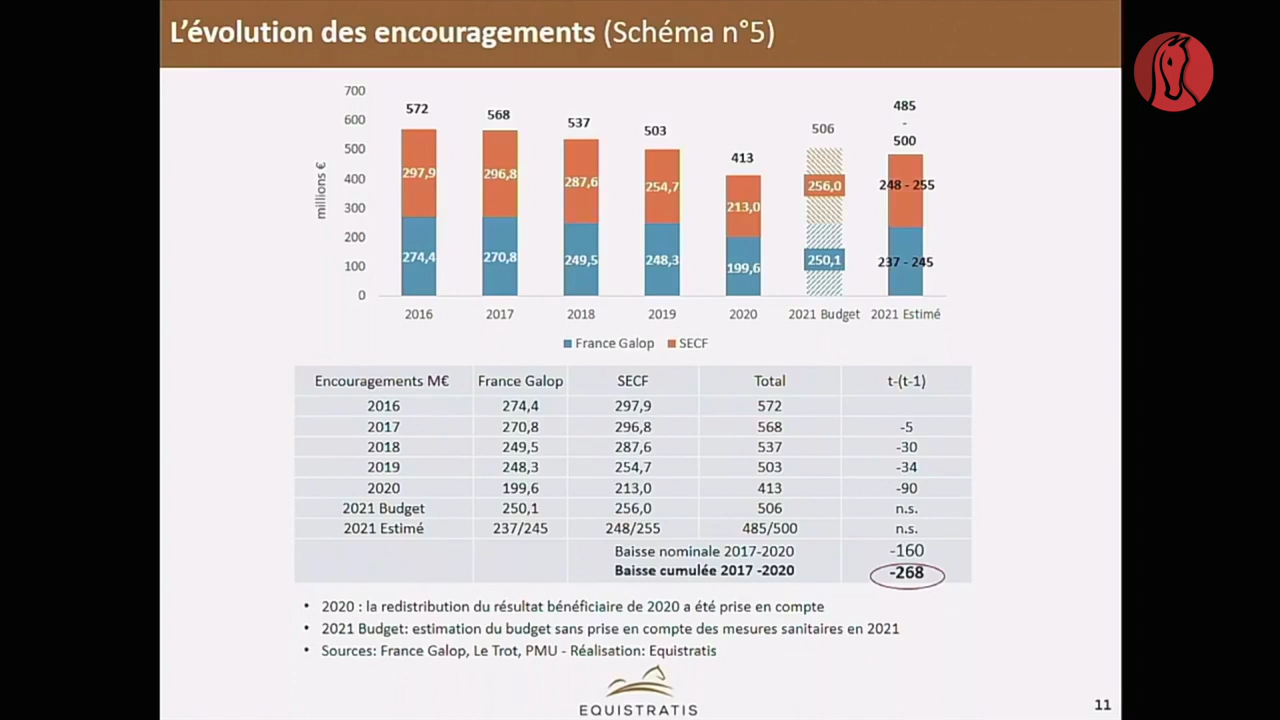 L'évolution des encouragements (Schéma n°5)
700
600
500
400
300
200
100
0
millions €
572
568
537
503
413
506
485
-
500
297,9
296,8
287,6
254,7
213,0
256,0
248 - 255
274,4
270,8
249,5
248,3
199,6
250,1
237 - 245
2016 2017 2018 2019 2020 2021 Budget 2021 Estimé
France Galop SECF
Encouragements M€ France Galop SECF Total t-(t-1)
2016 274,4 297,9 572
2017 270,8 296,8 568 -5
2018 249,5 287,6 537 -30
2019 248,3 254,7 503 -34
2020 199,6 213,0 413 -90
2021 Budget 250,1 256,0 506 n.s.
2021 Estimé 237/245 248/255 485/500 n.s.
Baisse nominale 2017-2020 -160
Baisse cumulée 2017 -2020 -268
• 2020 : la redistribution du résultat bénéficiaire de 2020 a été prise en compte
• 2021 Budget: estimation du budget sans prise en compte des mesures sanitaires en 2021
• Sources: France Galop, Le Trot, PMU - Réalisation: Equistratis
EQUISTRATIS
11